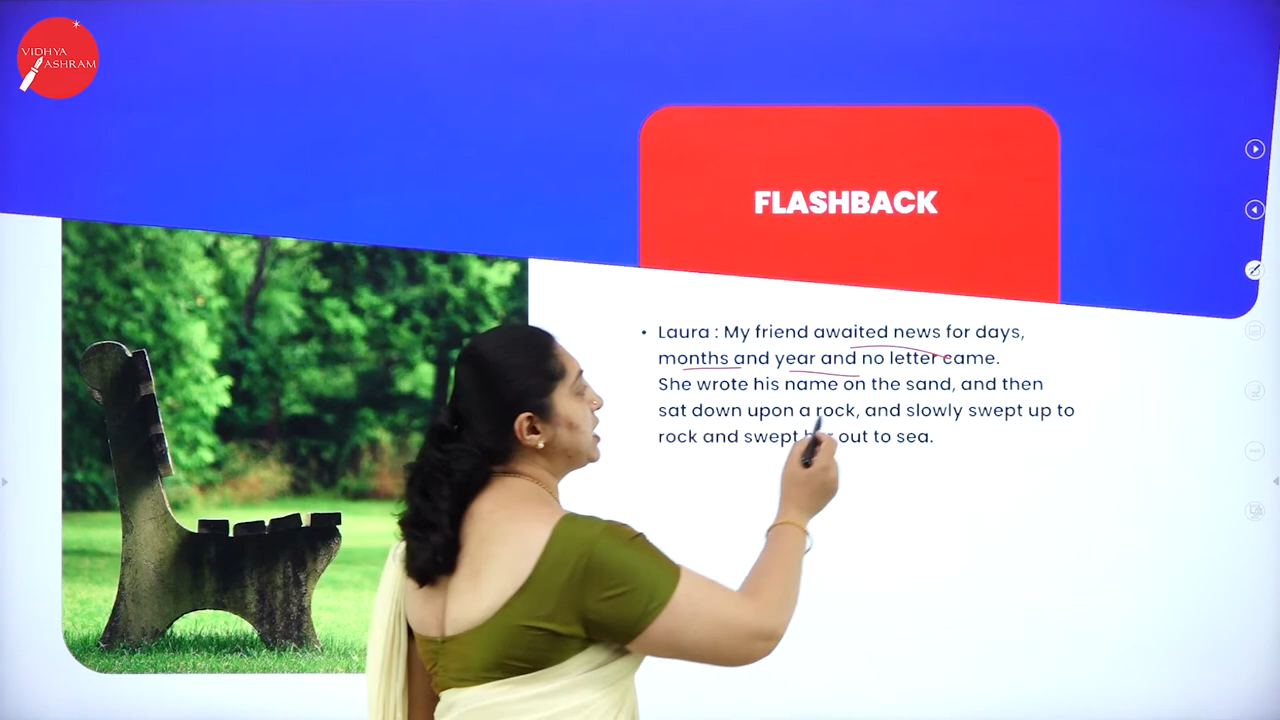 VIDHYA
ASHRAM
FLASHBACK
• Laura : My friend awaited news for days,
months and year and no letter came.
She wrote his name on the sand, and then
sat down upon a rock, and slowly swept up to
rock and swept out to sea.